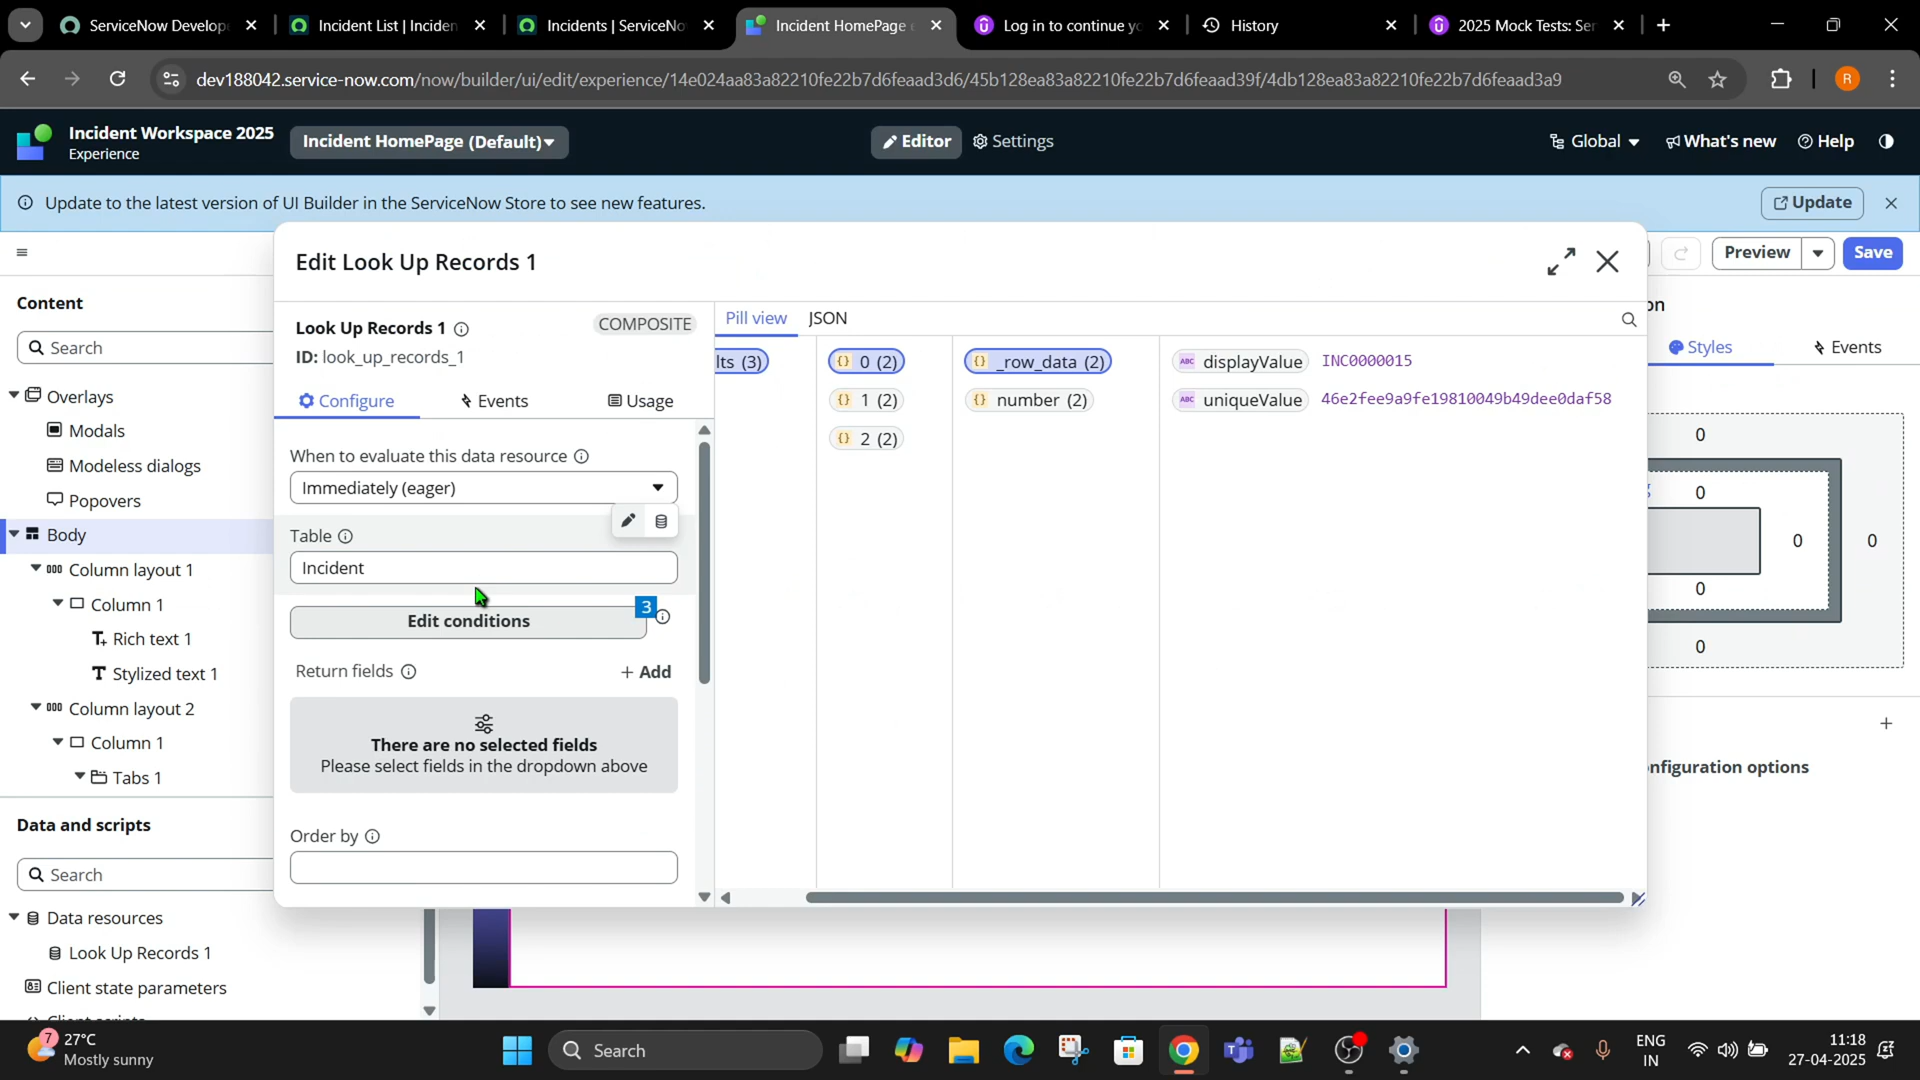 ServiceNow Develop
Incident List | Inciden
Incidents | ServiceNo
Incident HomePage
Log in to continue yo
History
2025 Mock Tests: Ser
dev188042.service-now.com/now/builder/ui/edit/experience/14e024aa83a82210fe22b7d6feaad3d6/45b128ea83a82210fe22b7d6feaad39f/4db128ea83a82210fe22b7d6feaad3a9
R
Incident Workspace 2025
Experience
Incident HomePage (Default)
Editor
Settings
Global
What's new
Help
Update to the latest version of UI Builder in the ServiceNow Store to see new features.
Update
Preview
Save
Content
Search
Overlays
Modals
Modeless dialogs
Popovers
Body
Column layout 1
Column 1
Rich text 1
Stylized text 1
Column layout 2
Column 1
Tabs 1
Data and scripts
Search
Data resources
Look Up Records 1
Client state parameters
Edit Look Up Records 1
Look Up Records 1
COMPOSITE
ID: look_up_records_1
Configure
Events
Usage
When to evaluate this data resource
Immediately (eager)
Table
Incident
Edit conditions
3
Return fields
+ Add
There are no selected fields
Please select fields in the dropdown above
Order by
Pill view
JSON
lts (3)
{} 0 (2)
{} 1 (2)
{} 2 (2)
{} _row_data (2)
{} number (2)
ABC displayValue INC0000015
ABC uniqueValue 46e2fee9a9fe19810049b49dee0daf58
on
Styles
Events
0
0
0
0
0
0
nfiguration options
7
27°C
Mostly sunny
Search
ENG
IN
11:18
27-04-2025